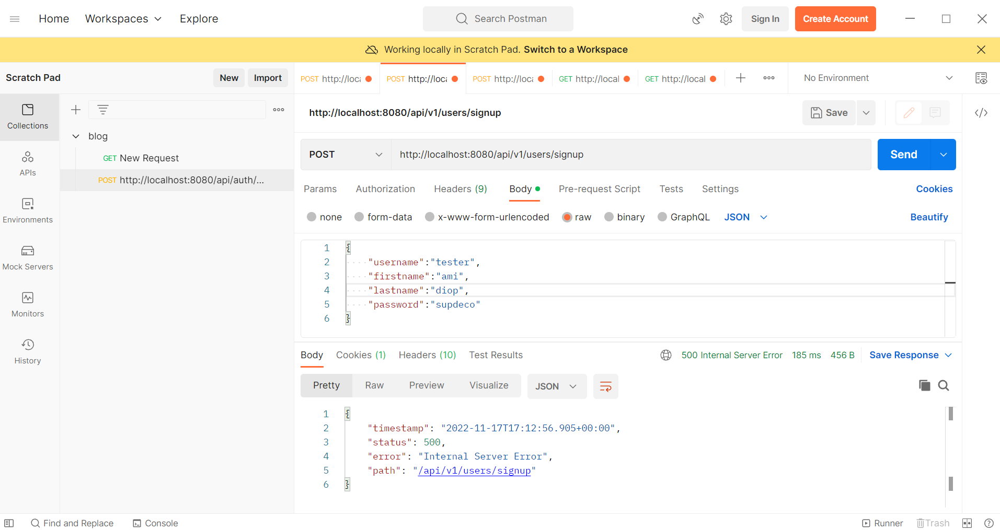 Home Workspaces Explore Search Postman Sign In Create Account
Working locally in Scratch Pad. Switch to a Workspace
Scratch Pad New Import
POST http://loca POST http://loca POST http://loca GET http://local GET http://local No Environment
Collections
APIs
Environments
Mock Servers
Monitors
History
blog
GET New Request
POST http://localhost:8080/api/auth/...
http://localhost:8080/api/v1/users/signup Save
POST http://localhost:8080/api/v1/users/signup Send
Params Authorization Headers (9) Body Pre-request Script Tests Settings Cookies
none form-data x-www-form-urlencoded raw binary GraphQL JSON Beautify
1 {
2 "username":"tester",
3 "firstname":"ami",
4 "lastname":"diop",
5 "password":"supdeco"
6 }
Body Cookies (1) Headers (10) Test Results 500 Internal Server Error 185 ms 456 B Save Response
Pretty Raw Preview Visualize JSON
1 {
2 "timestamp": "2022-11-17T17:12:56.905+00:00",
3 "status": 500,
4 "error": "Internal Server Error",
5 "path": "/api/v1/users/signup"
6 }
Find and Replace Console Runner Trash